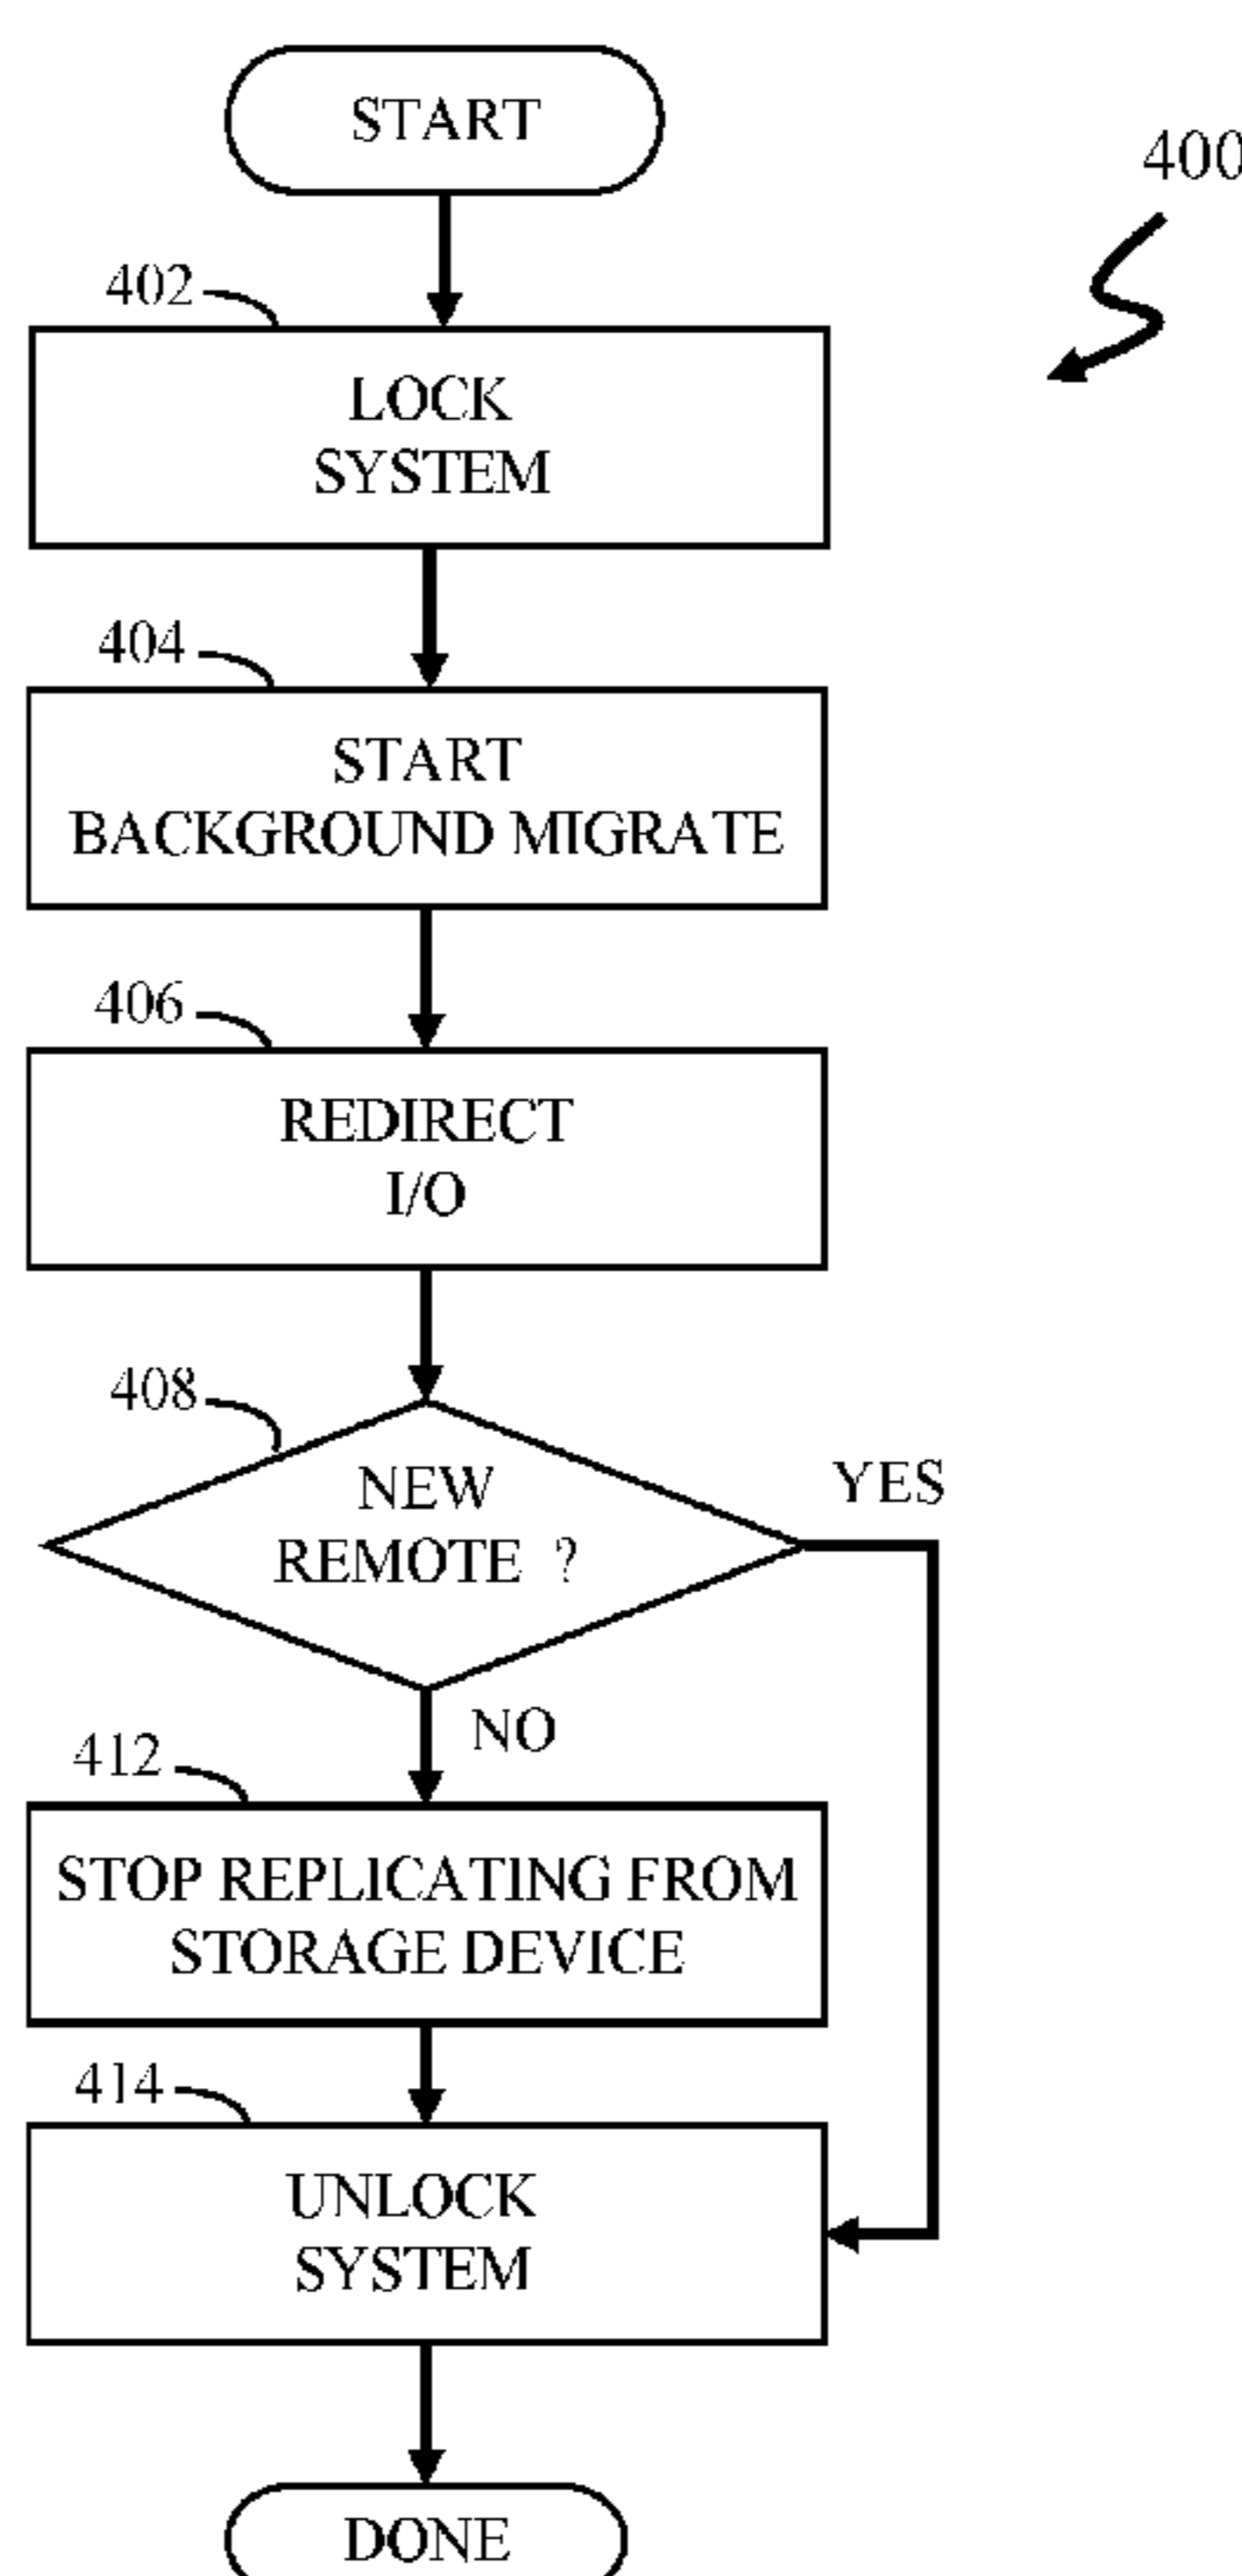 START
400
402
LOCK
SYSTEM
404
START
BACKGROUND MIGRATE
406
REDIRECT
I/O
408
NEW
REMOTE ?
YES
NO
412
STOP REPLICATING FROM
STORAGE DEVICE
414
UNLOCK
SYSTEM
DONE